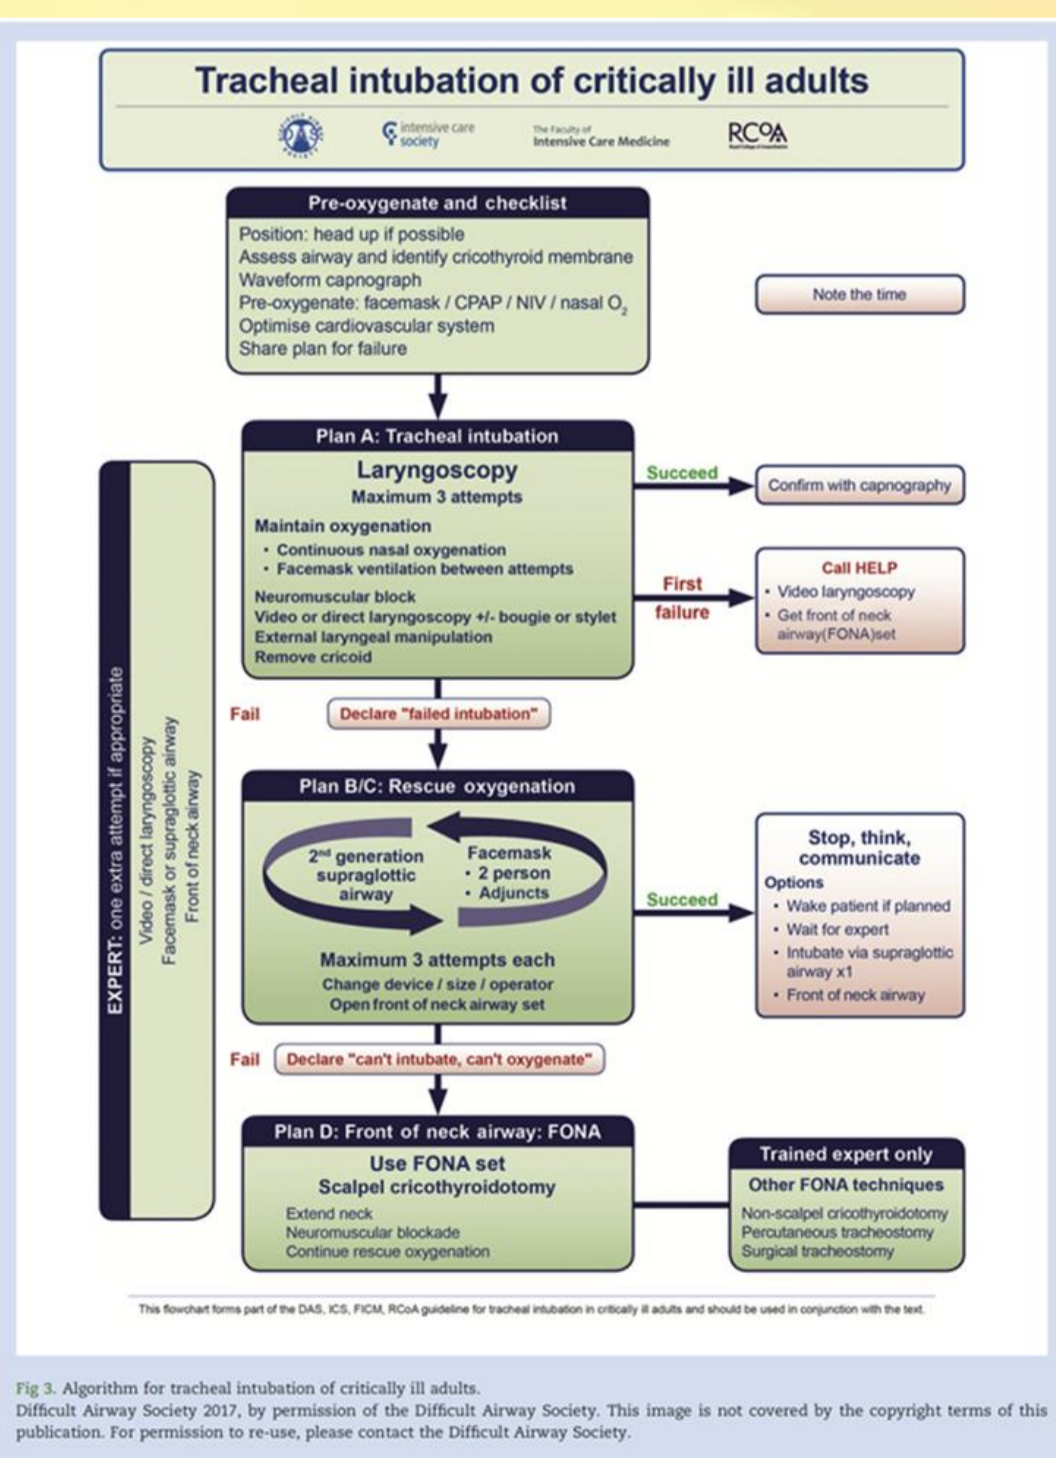 Tracheal intubation of critically ill adults
intensive care
society
The Faculty of
Intensive Care Medicine
RCOA
Pre-oxygenate and checklist
Position: head up if possible
Assess airway and identify cricothyroid membrane
Waveform capnograph
Pre-oxygenate: facemask / CPAP / NIV / nasal O2
Optimise cardiovascular system
Share plan for failure
Note the time
Plan A: Tracheal intubation
Laryngoscopy
Maximum 3 attempts
Maintain oxygenation
• Continuous nasal oxygenation
• Facemask ventilation between attempts
Neuromuscular block
Video or direct laryngoscopy +/- bougie or stylet
External laryngeal manipulation
Remove cricoid
Succeed
Confirm with capnography
First
failure
Call HELP
• Video laryngoscopy
• Get front of neck
airway(FONA)set
Fail
Declare "failed intubation"
EXPERT: one extra attempt if appropriate
Video / direct laryngoscopy
Facemask or supraglottic airway
Front of neck airway
Plan B/C: Rescue oxygenation
2nd generation
supraglottic
airway
Facemask
• 2 person
• Adjuncts
Maximum 3 attempts each
Change device / size / operator
Open front of neck airway set
Succeed
Stop, think,
communicate
Options
• Wake patient if planned
• Wait for expert
• Intubate via supraglottic
airway x1
• Front of neck airway
Fail
Declare "can't intubate, can't oxygenate"
Plan D: Front of neck airway: FONA
Use FONA set
Scalpel cricothyroidotomy
Extend neck
Neuromuscular blockade
Continue rescue oxygenation
Trained expert only
Other FONA techniques
Non-scalpel cricothyroidotomy
Percutaneous tracheostomy
Surgical tracheostomy
This flowchart forms part of the DAS, ICS, FICM, RCoA guideline for tracheal intubation in critically ill adults and should be used in conjunction with the text.
Fig 3. Algorithm for tracheal intubation of critically ill adults.
Difficult Airway Society 2017, by permission of the Difficult Airway Society. This image is not covered by the copyright terms of this
publication. For permission to re-use, please contact the Difficult Airway Society.